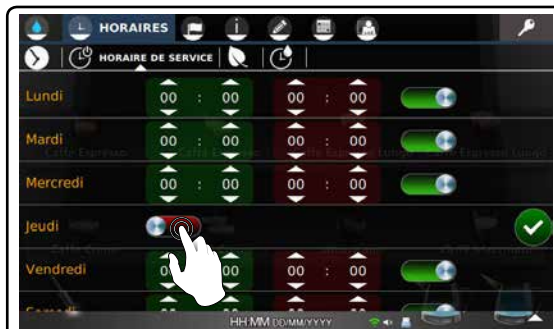 HORAIRES
HORAIRE DE SERVICE
Lundi 00 : 00 00 : 00
Mardi 00 : 00 00 : 00
Mercredi 00 : 00 00 : 00
Jeudi
Vendredi 00 : 00 00 : 00
HH:MM DD/MM/YYYY